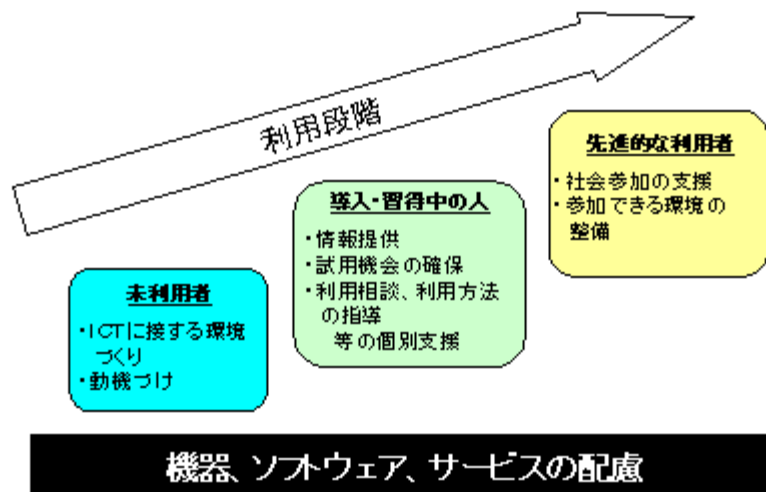 利用段階
未利用者
・ICTに接する環境
づくり
・動機づけ
導入・習得中の人
・情報提供
・試用機会の確保
・利用相談、利用方法
の指導
等の個別支援
先進的な利用者
・社会参加の支援
・参加できる環境の
整備
機器、ソフトウェア、サービスの配慮